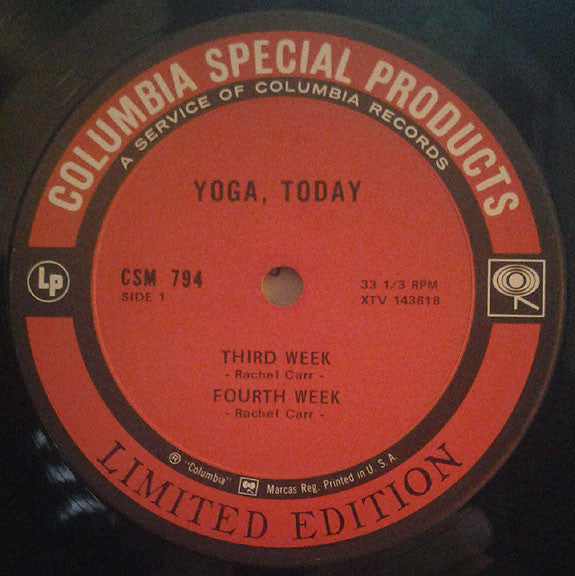 COLUMBIA SPECIAL PRODUCTS
A SERVICE OF COLUMBIA RECORDS
YOGA, TODAY
LP
CSM 794
SIDE 1
33 1/3 RPM
XTV 143618
THIRD WEEK
- Rachel Carr -
FOURTH WEEK
- Rachel Carr -
® "Columbia" Marcas Reg. Printed in U. S. A.
LIMITED EDITION